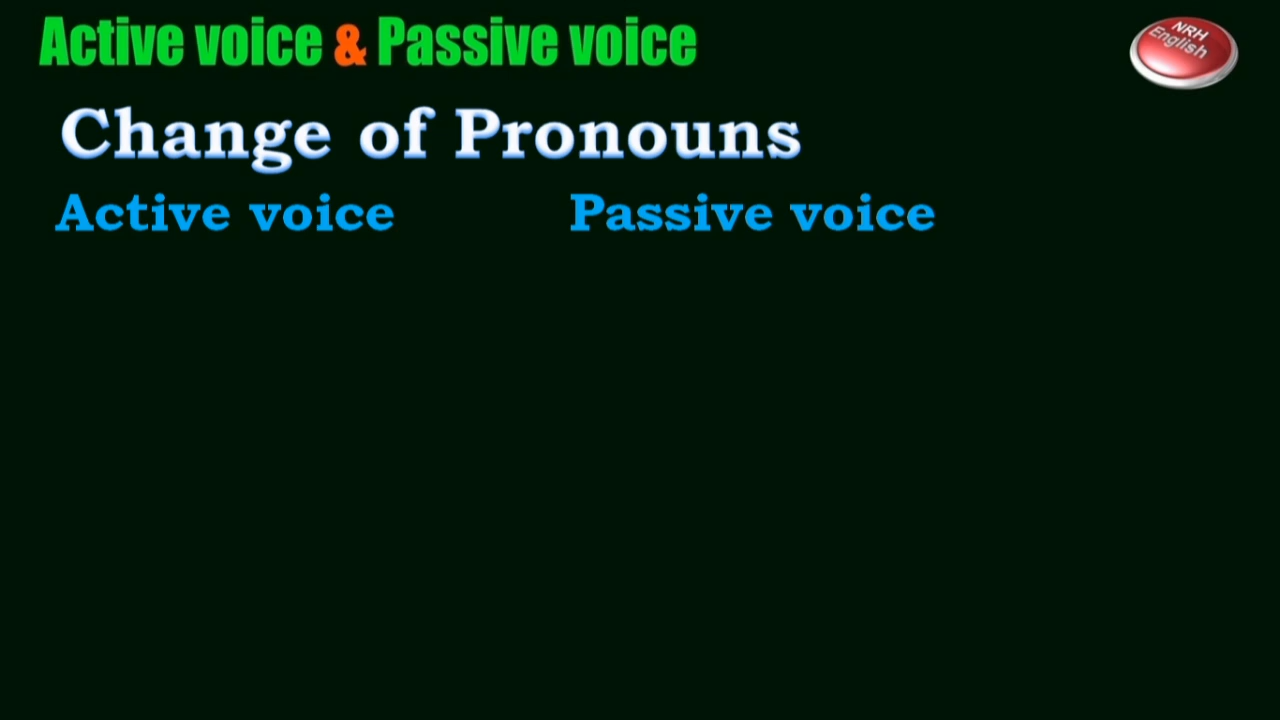 Active voice & Passive voice
NRH
English
Change of Pronouns
Active voice Passive voice